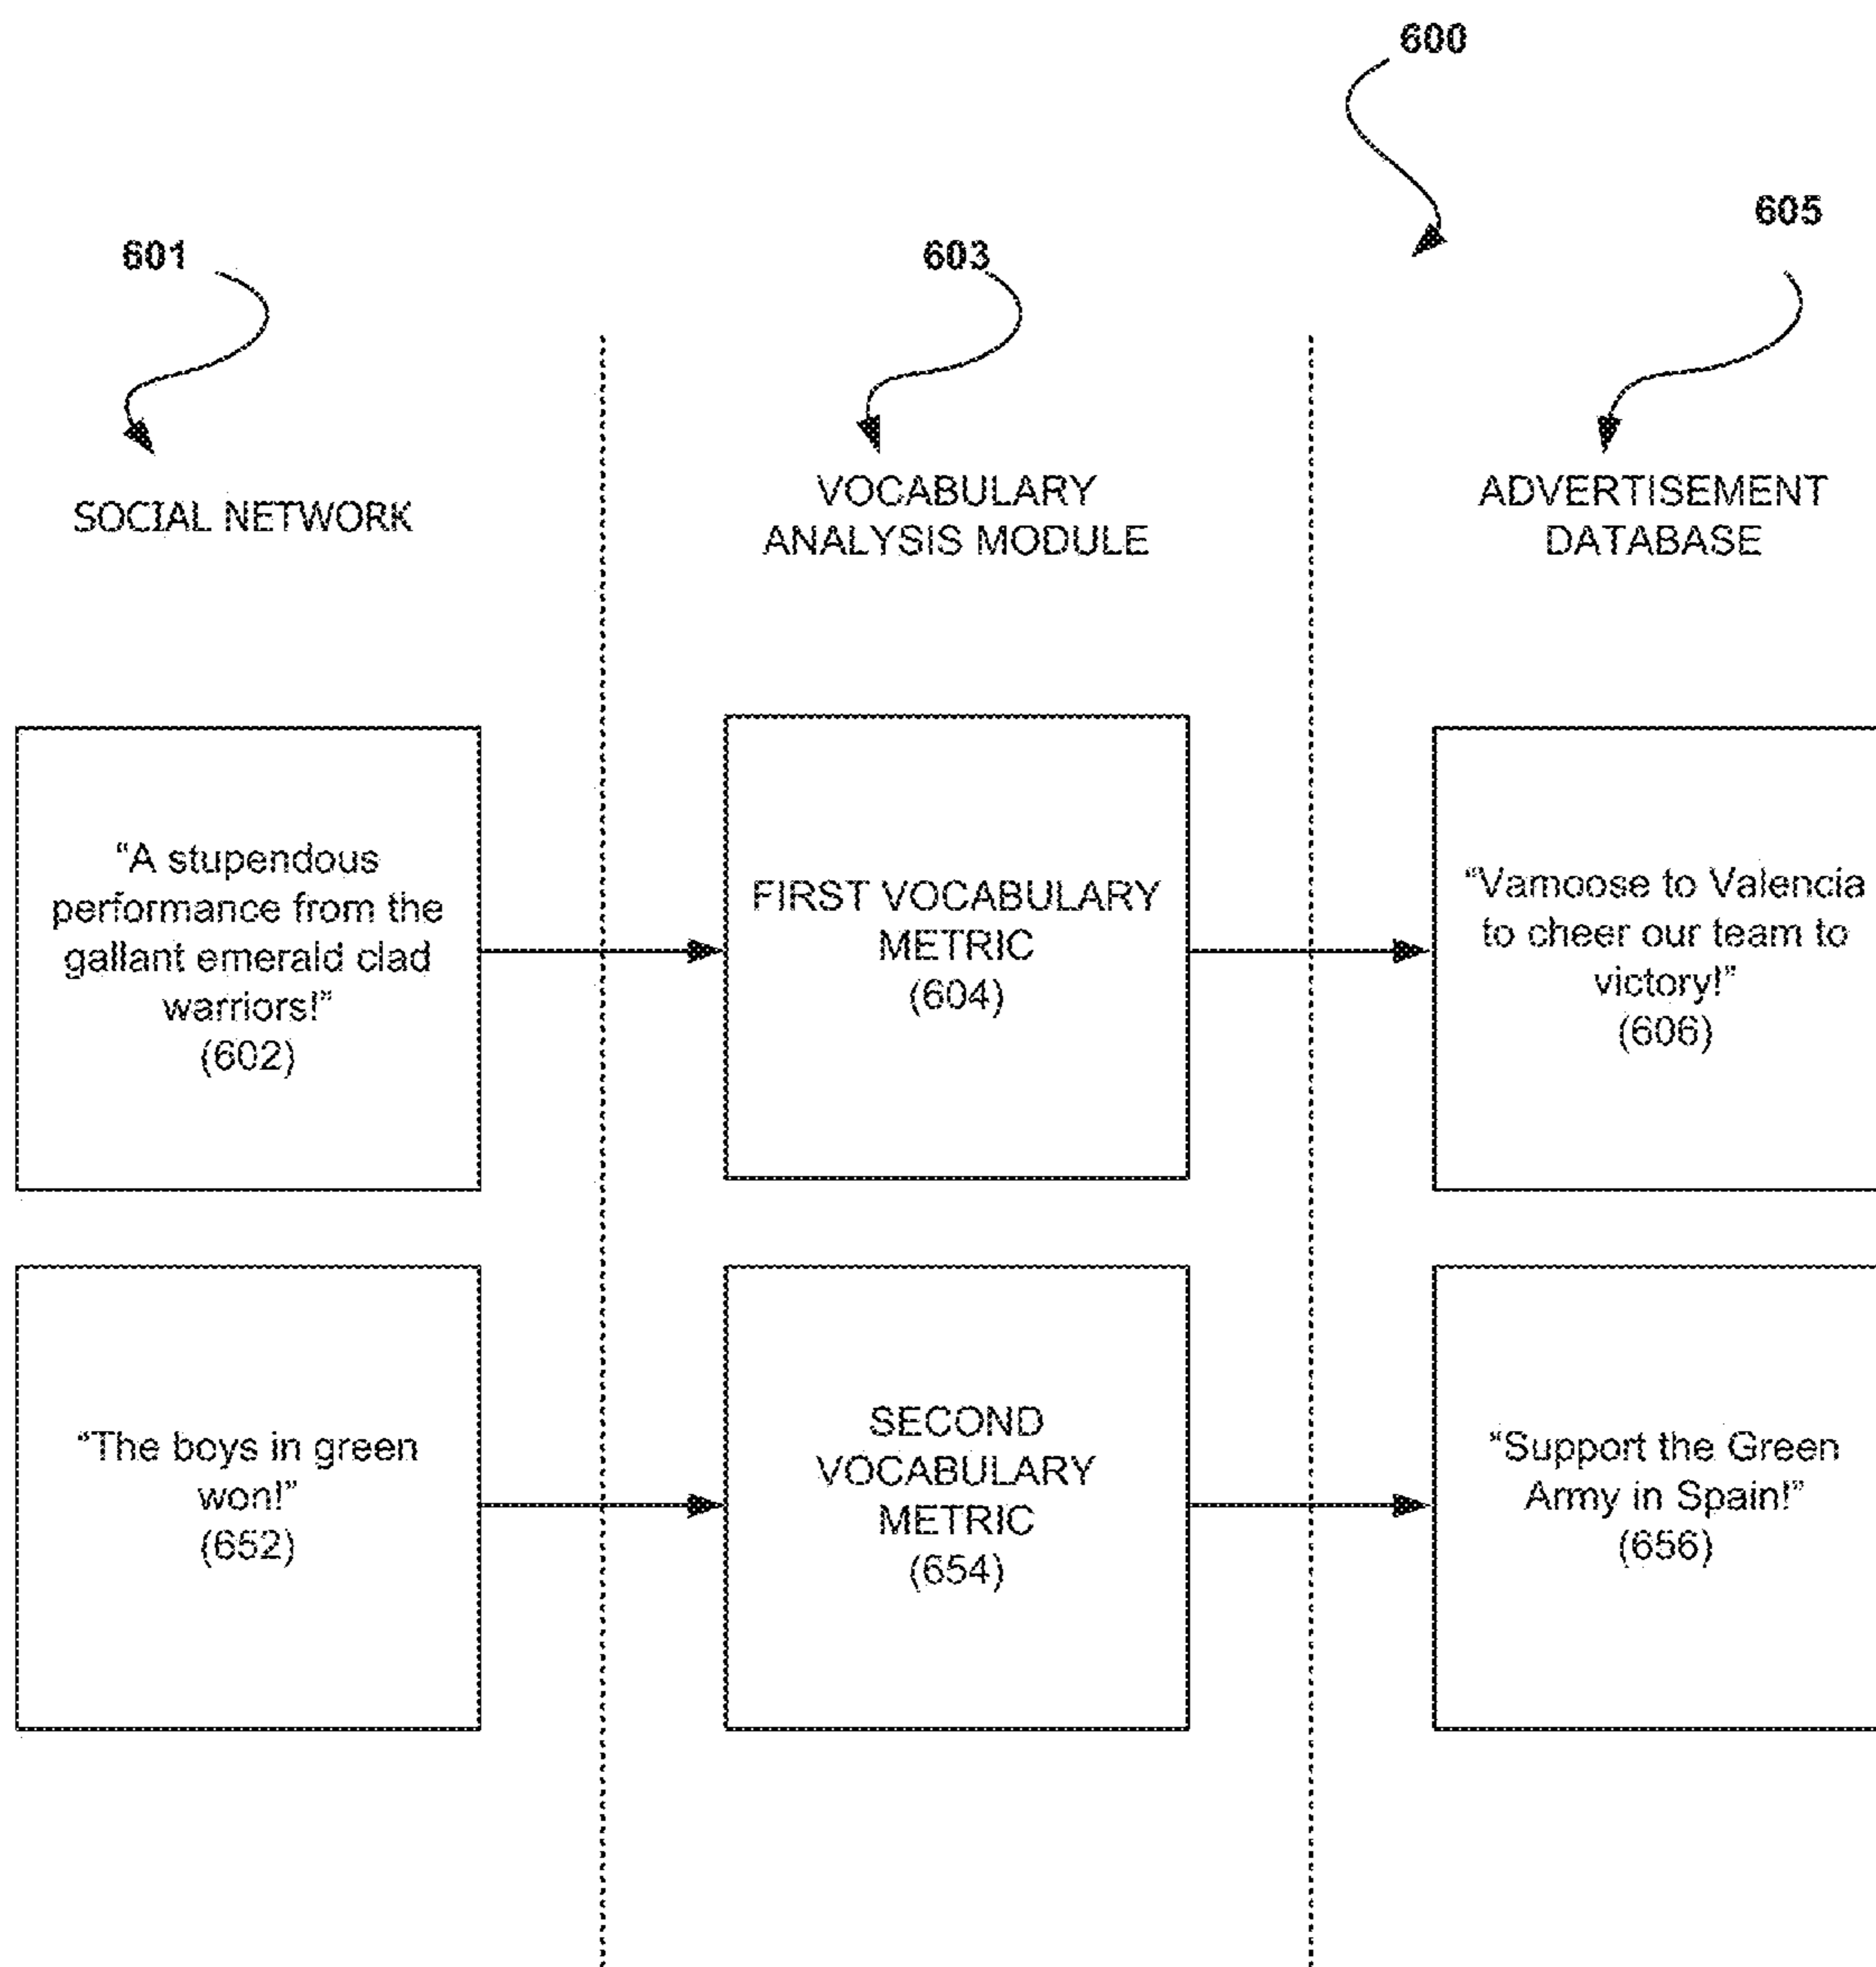 600
601
603
605
SOCIAL NETWORK
VOCABULARY
ANALYSIS MODULE
ADVERTISEMENT
DATABASE
“A stupendous
performance from the
gallant emerald clad
warriors!”
(602)
FIRST VOCABULARY
METRIC
(604)
“Vamoose to Valencia
to cheer our team to
victory!”
(606)
“The boys in green
won!”
(652)
SECOND
VOCABULARY
METRIC
(654)
“Support the Green
Army in Spain!”
(656)